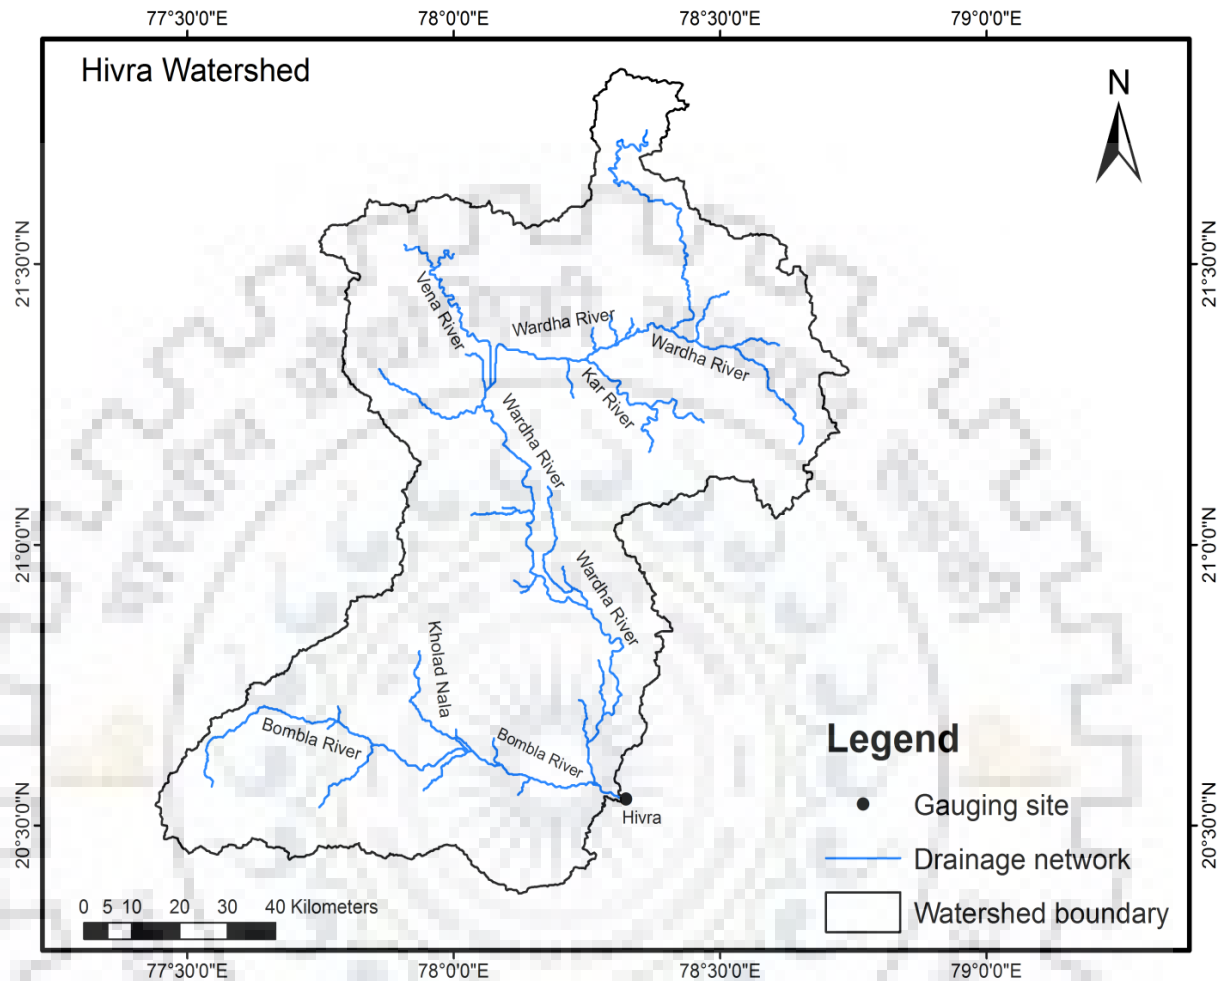 77°30'0"E 78°0'0"E 78°30'0"E 79°0'0"E
Hivra Watershed
N
21°30'0"N
21°30'0"N
Vena River
Wardha River
Wardha River
Kar River
Wardha River
21°0'0"N
21°0'0"N
Wardha River
Kholad Nala
Bombla River
Bombla River
Legend
20°30'0"N
20°30'0"N
Hivra
Gauging site
Drainage network
Watershed boundary
0 5 10 20 30 40 Kilometers
77°30'0"E 78°0'0"E 78°30'0"E 79°0'0"E